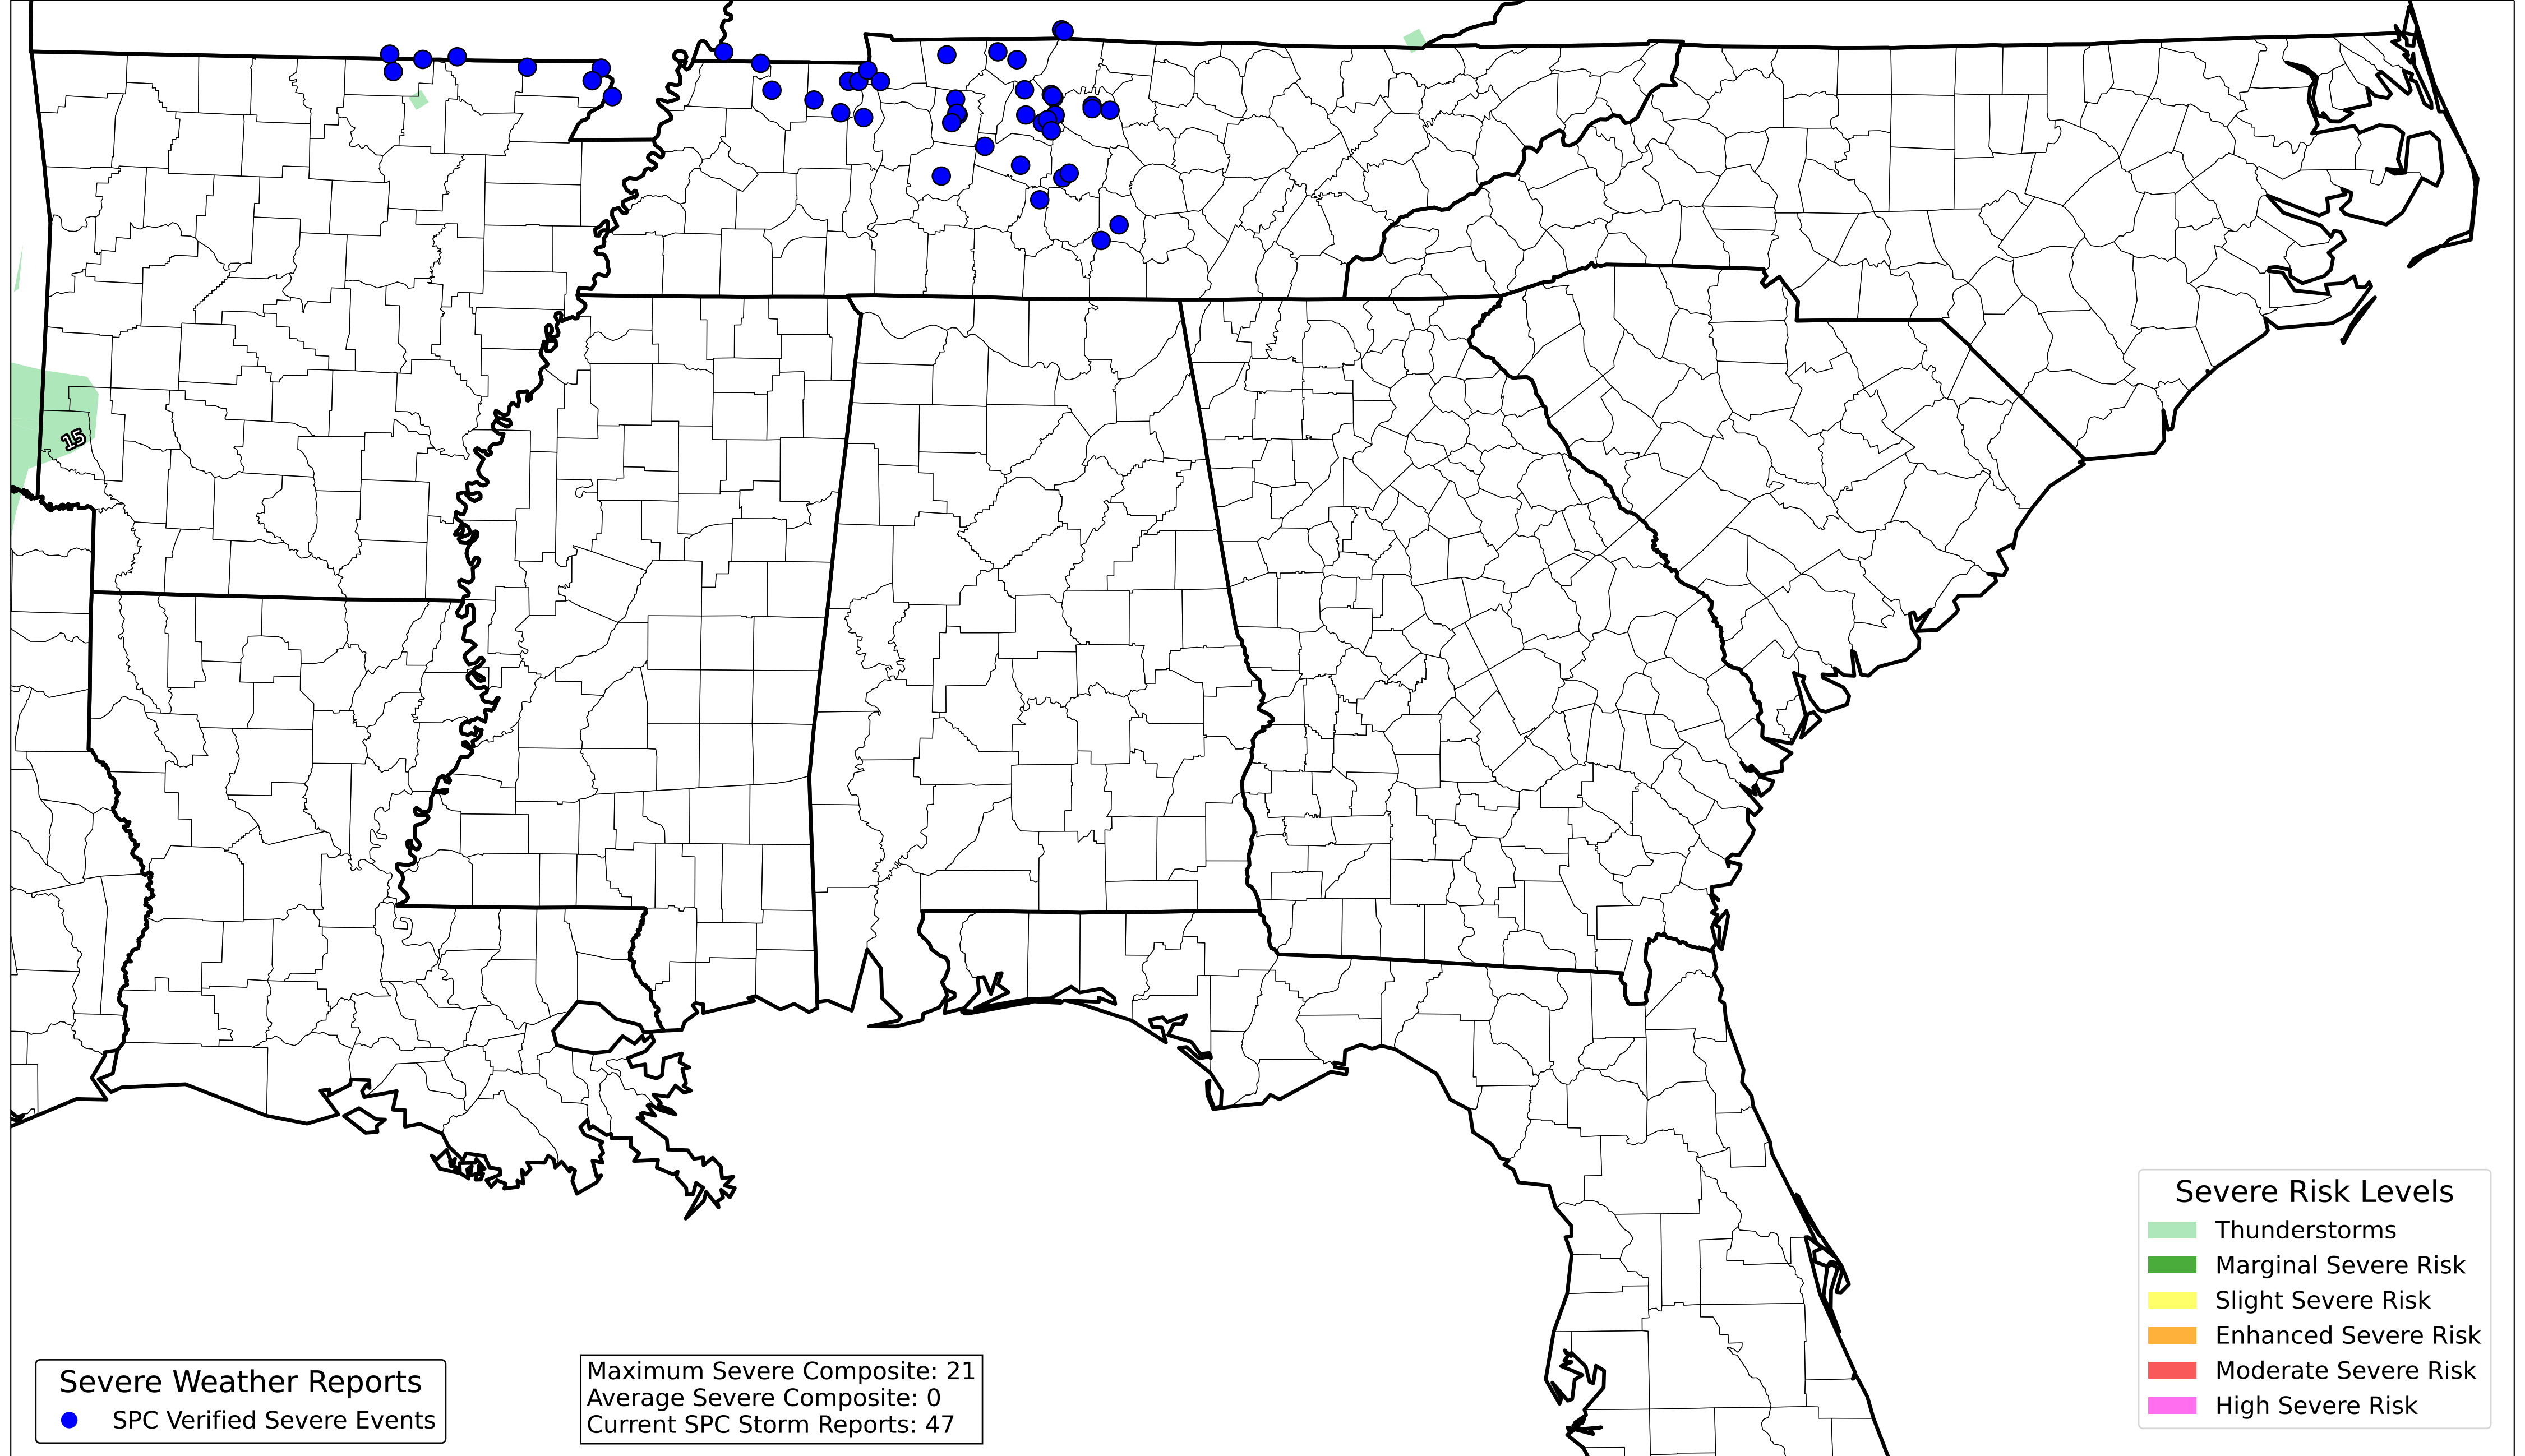 15
Severe Weather Reports
SPC Verified Severe Events
Maximum Severe Composite: 21
Average Severe Composite: 0
Current SPC Storm Reports: 47
Severe Risk Levels
Thunderstorms
Marginal Severe Risk
Slight Severe Risk
Enhanced Severe Risk
Moderate Severe Risk
High Severe Risk